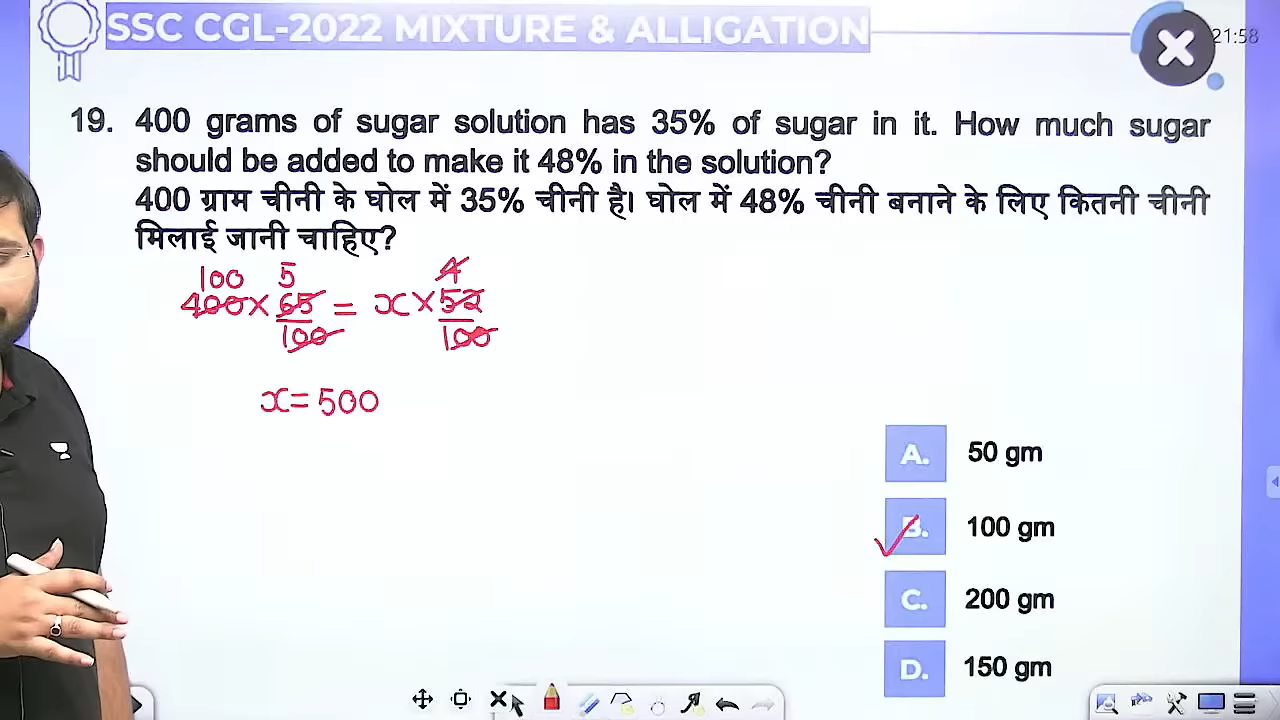 SSC CGL-2022 MIXTURE & ALLIGATION
21:58
19. 400 grams of sugar solution has 35% of sugar in it. How much sugar
should be added to make it 48% in the solution?
400 ग्राम चीनी के घोल में 35% चीनी है। घोल में 48% चीनी बनाने के लिए कितनी चीनी
मिलाई जानी चाहिए?
100 5 4
400 × 65/100 = x × 52/100
x = 500
A. 50 gm
B. 100 gm
C. 200 gm
D. 150 gm